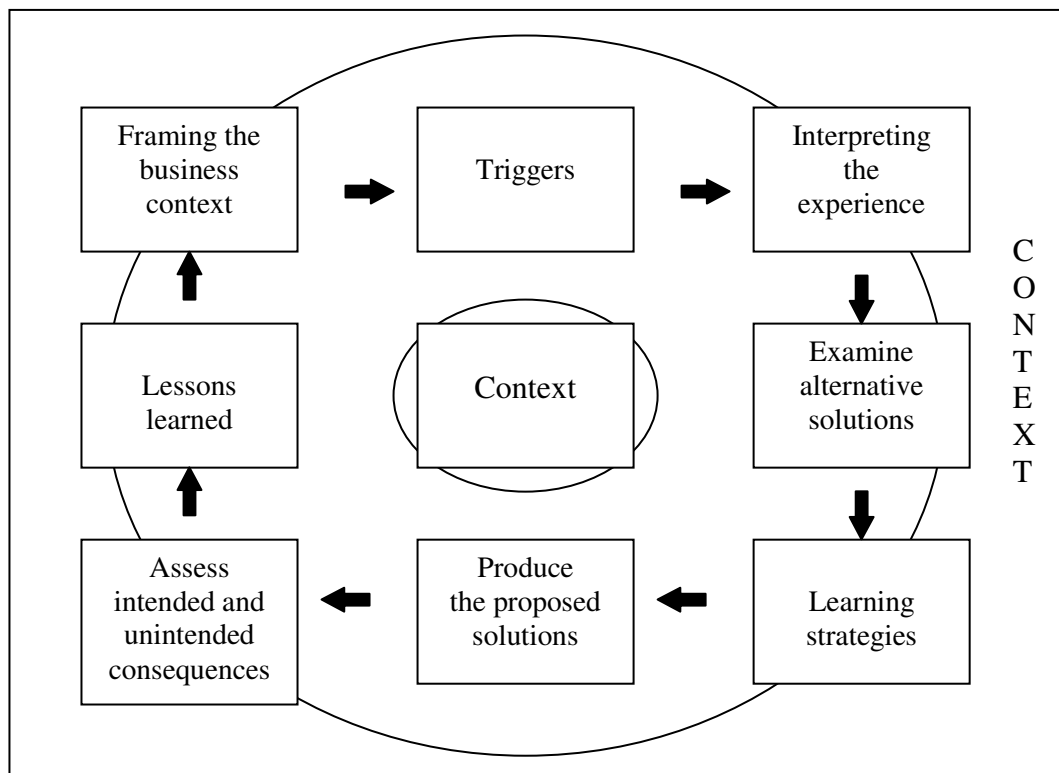 Framing the
business
context
Triggers
Interpreting
the
experience
Lessons
learned
Context
Examine
alternative
solutions
CONTEXT
Assess
intended and
unintended
consequences
Produce
the proposed
solutions
Learning
strategies